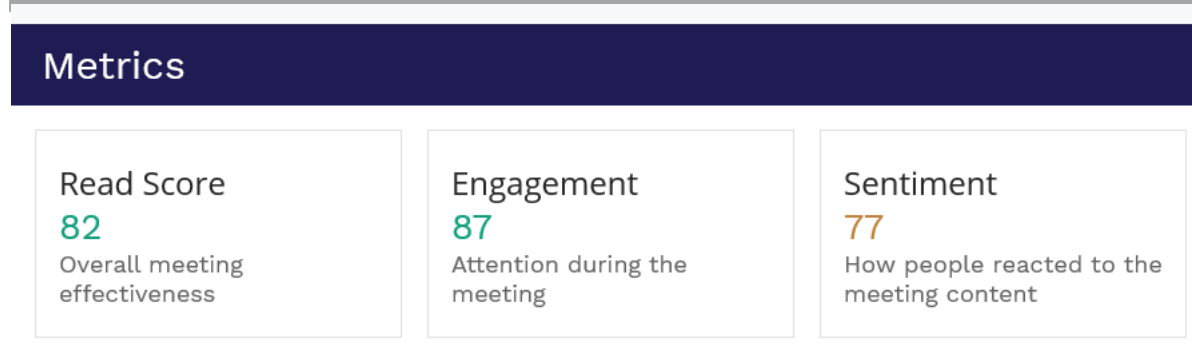 Metrics
Read Score
82
Overall meeting
effectiveness
Engagement
87
Attention during the
meeting
Sentiment
77
How people reacted to the
meeting content